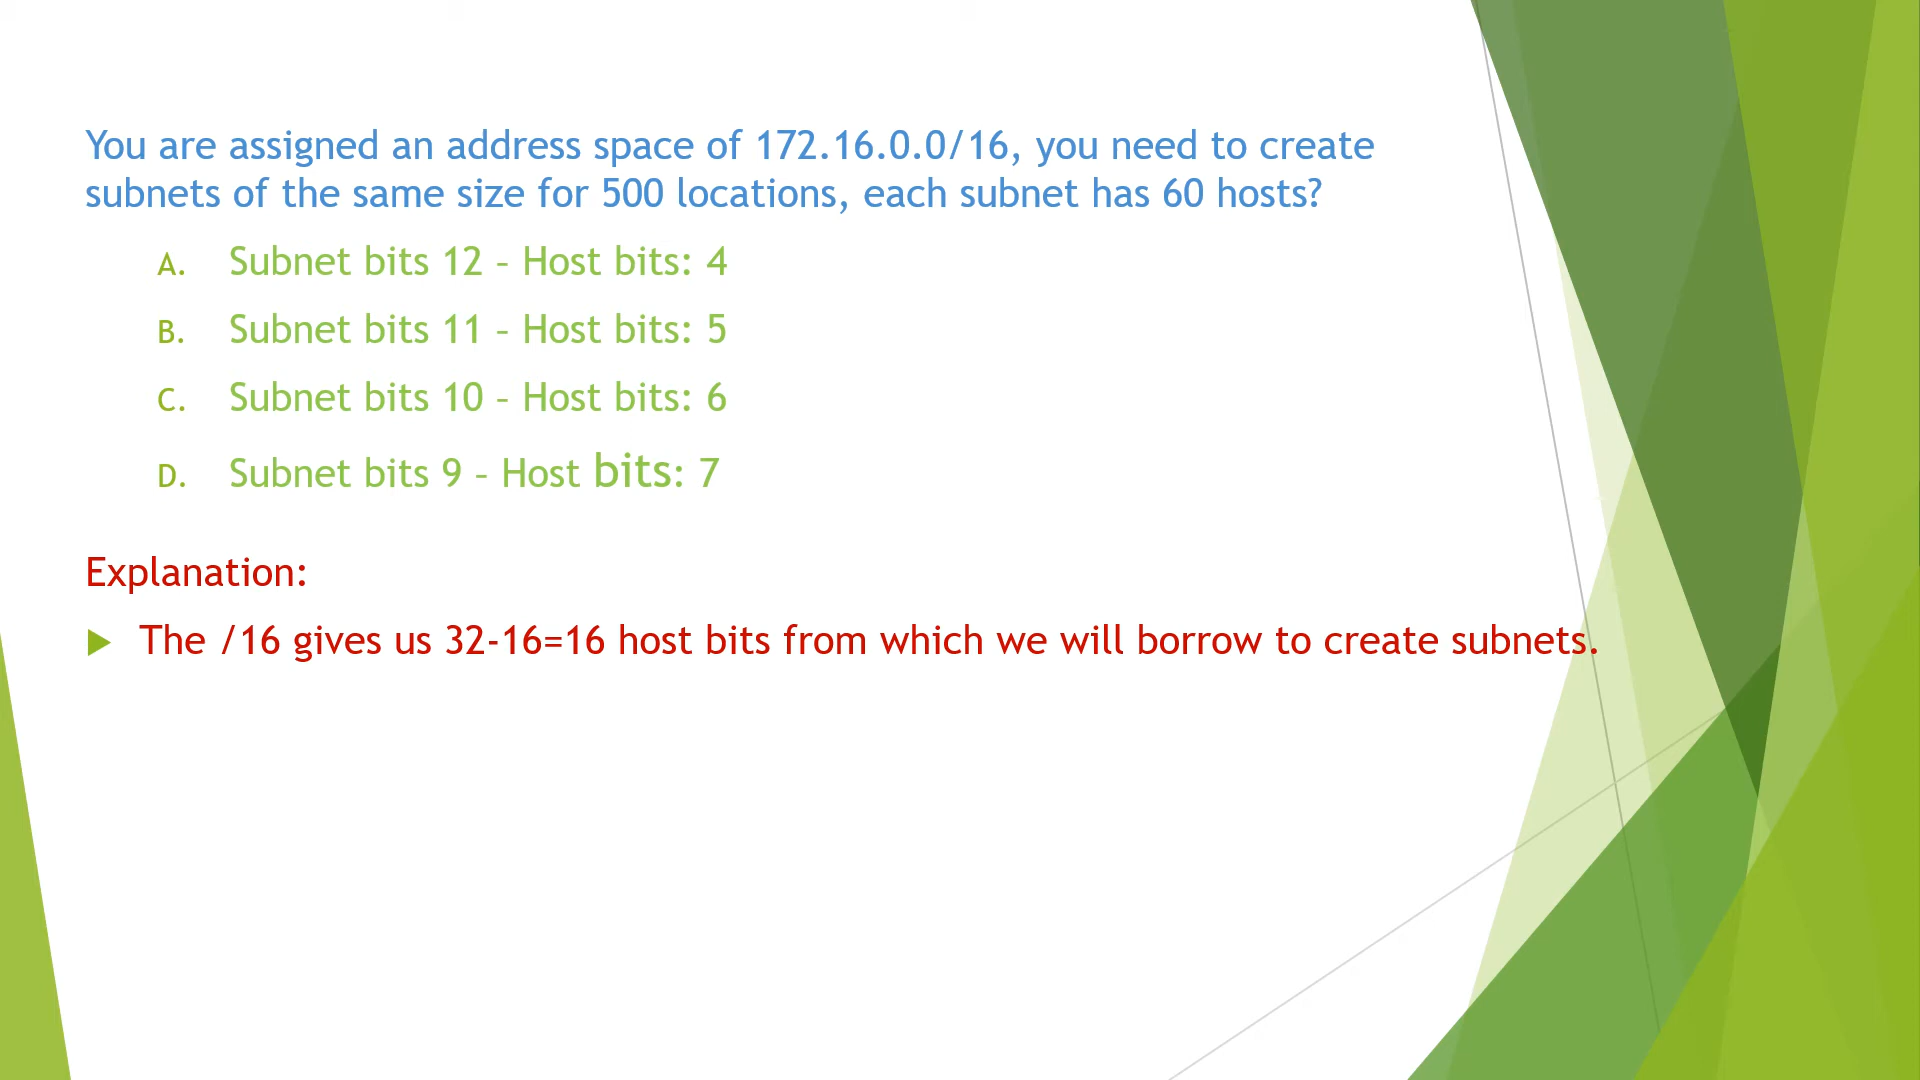 You are assigned an address space of 172.16.0.0/16, you need to create
subnets of the same size for 500 locations, each subnet has 60 hosts?
A. Subnet bits 12 – Host bits: 4
B. Subnet bits 11 – Host bits: 5
C. Subnet bits 10 – Host bits: 6
D. Subnet bits 9 – Host bits: 7
Explanation:
The /16 gives us 32-16=16 host bits from which we will borrow to create subnets.